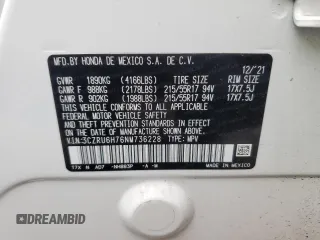 MFD.BY HONDA DE MEXICO S.A. DE C.V.
12/'21
GVWR 1890KG (4166LBS) TIRE SIZE RIM SIZE
GAWR F 988KG (2178LBS) 215/55R17 94V 17X7.5J
GAWR R 902KG (1988LBS) 215/55R17 94V 17X7.5J
THIS VEHICLE CONFORMS TO ALL APPLICABLE
FEDERAL MOTOR VEHICLE SAFETY AND THEFT
PREVENTION STANDARDS IN EFFECT ON THE DATE OF
MANUFACTURE SHOWN ABOVE.
V.I.N:3CZRU6H76NM736228 TYPE: MPV
MADE IN
MEXICO
-NH883P -A
DEALERSHIP
.CC